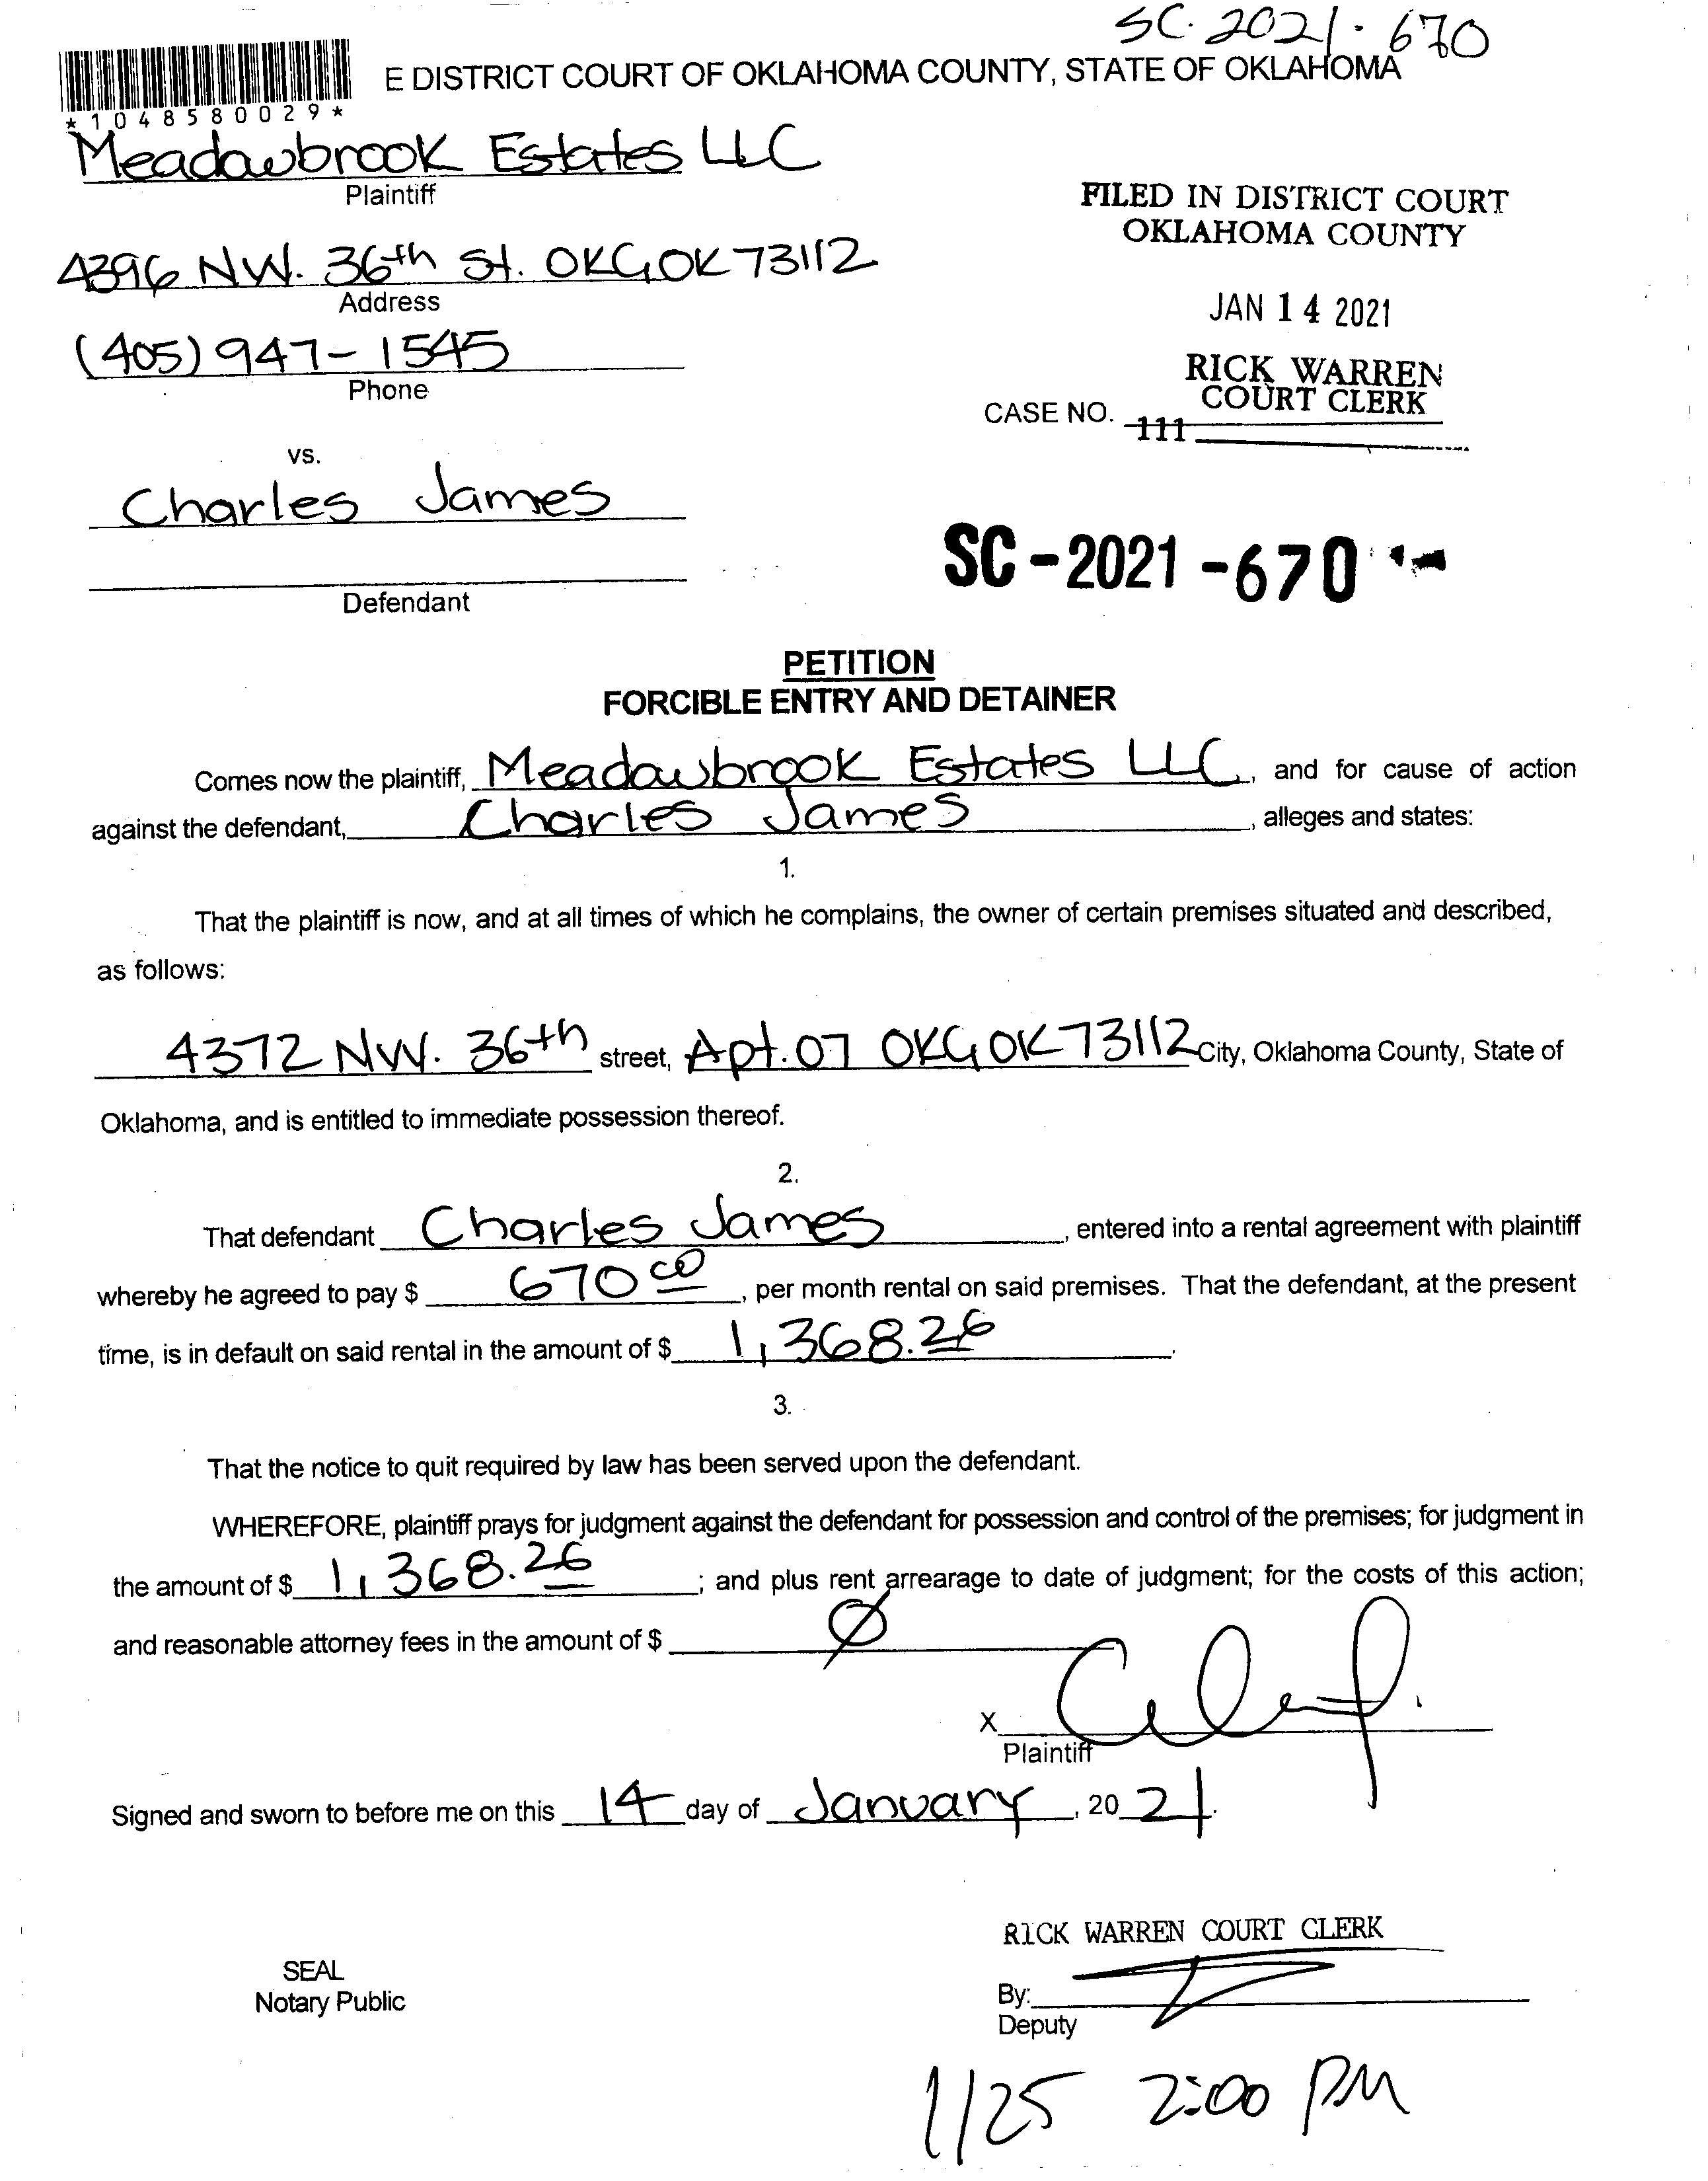 SC-2021-670
E DISTRICT COURT OF OKLAHOMA COUNTY, STATE OF OKLAHOMA
*1048580029*
Meadowbrook Estates LLC
Plaintiff
FILED IN DISTRICT COURT
OKLAHOMA COUNTY
4396 NW. 36th St. OKC, OK 73112
Address
JAN 14 2021
(405) 947-1545
Phone
RICK WARREN
COURT CLERK
CASE NO.
111
vs.
Charles James
SC-2021-670
Defendant
PETITION
FORCIBLE ENTRY AND DETAINER
Comes now the plaintiff, Meadowbrook Estates LLC, and for cause of action
against the defendant, Charles James, alleges and states:
1.
That the plaintiff is now, and at all times of which he complains, the owner of certain premises situated and described,
as follows:
4372 NW. 36th street, Apt. 07 OKC, OK 73112 City, Oklahoma County, State of
Oklahoma, and is entitled to immediate possession thereof.
2.
That defendant Charles James, entered into a rental agreement with plaintiff
whereby he agreed to pay $ 670 00, per month rental on said premises. That the defendant, at the present
time, is in default on said rental in the amount of $ 1,368.26.
3.
That the notice to quit required by law has been served upon the defendant.
WHEREFORE, plaintiff prays for judgment against the defendant for possession and control of the premises; for judgment in
the amount of $ 1,368.26; and plus rent arrearage to date of judgment; for the costs of this action;
and reasonable attorney fees in the amount of $ Ø
X
Plaintiff
Signed and sworn to before me on this 14 day of January, 20 21.
RICK WARREN COURT CLERK
SEAL
Notary Public
By:
Deputy
1/25 2:00 PM